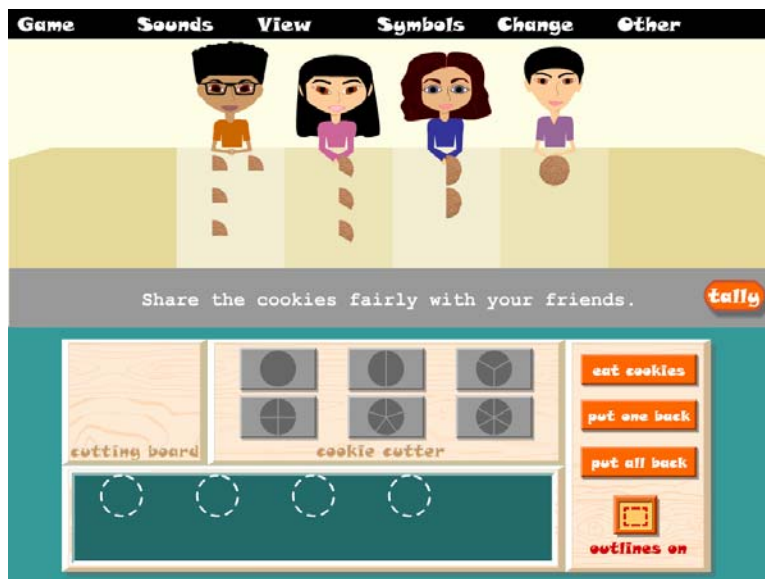 Game Sounds View Symbols Change Other
Share the cookies fairly with your friends.
tally
eat cookies
put one back
cutting board
cookie cutter
put all back
outlines on